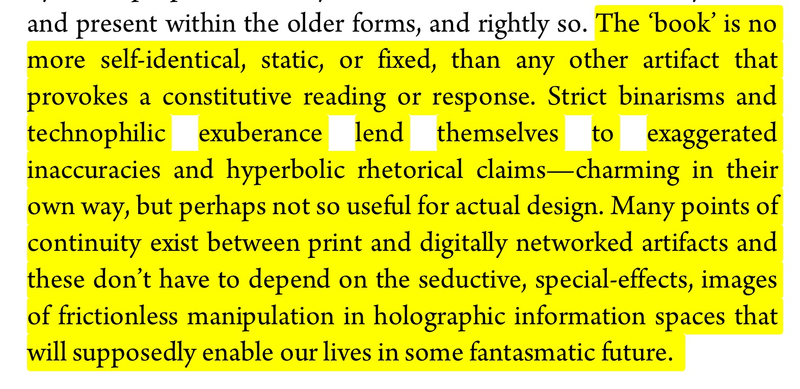 and present within the older forms, and rightly so. The ‘book’ is no
more self-identical, static, or fixed, than any other artifact that
provokes a constitutive reading or response. Strict binarisms and
technophilic exuberance lend themselves to exaggerated
inaccuracies and hyperbolic rhetorical claims—charming in their
own way, but perhaps not so useful for actual design. Many points of
continuity exist between print and digitally networked artifacts and
these don’t have to depend on the seductive, special-effects, images
of frictionless manipulation in holographic information spaces that
will supposedly enable our lives in some fantasmatic future.